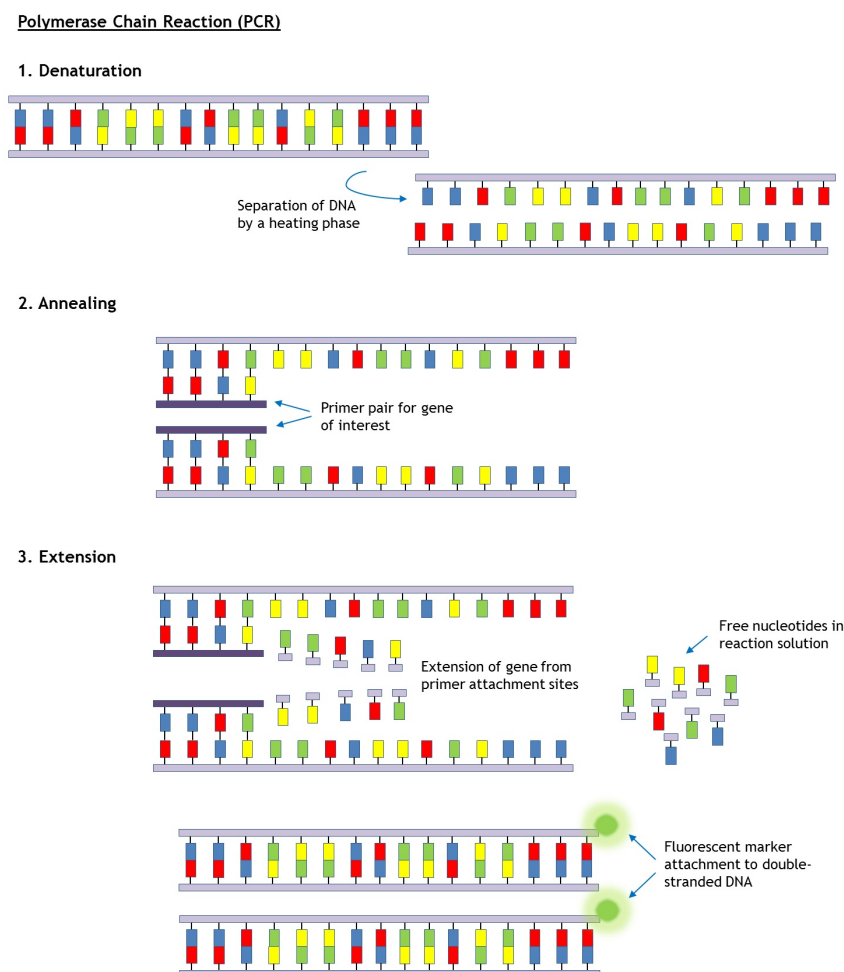 Polymerase Chain Reaction (PCR)
1. Denaturation
Separation of DNA
by a heating phase
2. Annealing
Primer pair for gene
of interest
3. Extension
Free nucleotides in
reaction solution
Extension of gene from
primer attachment sites
Fluorescent marker
attachment to double-
stranded DNA